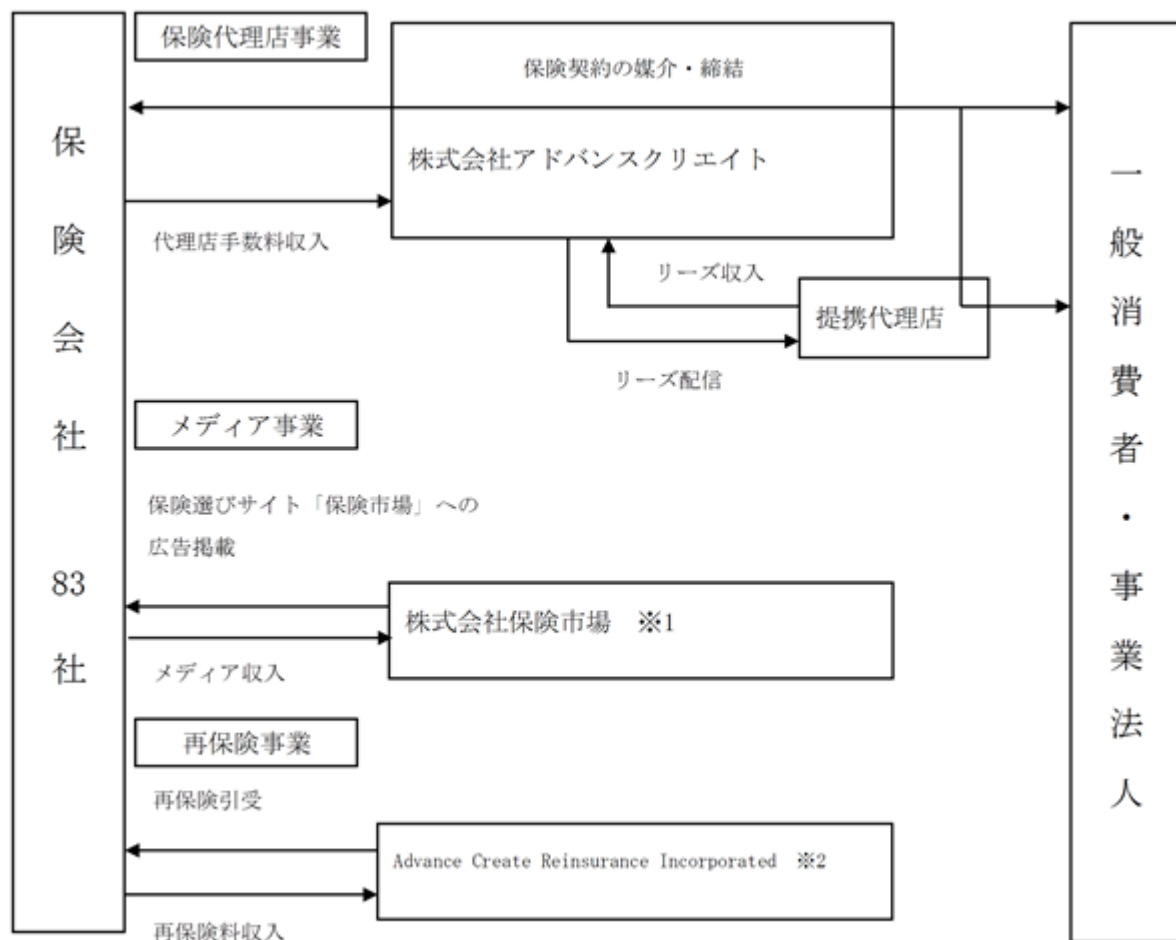 保険代理店事業
保険契約の媒介・締結
株式会社アドバンスクリエイト
代理店手数料収入
リーズ収入
提携代理店
リーズ配信
保険会社 83 社
一般消費者・事業法人
メディア事業
保険選びサイト「保険市場」への
広告掲載
株式会社保険市場 ※1
メディア収入
再保険事業
再保険引受
Advance Create Reinsurance Incorporated ※2
再保険料収入